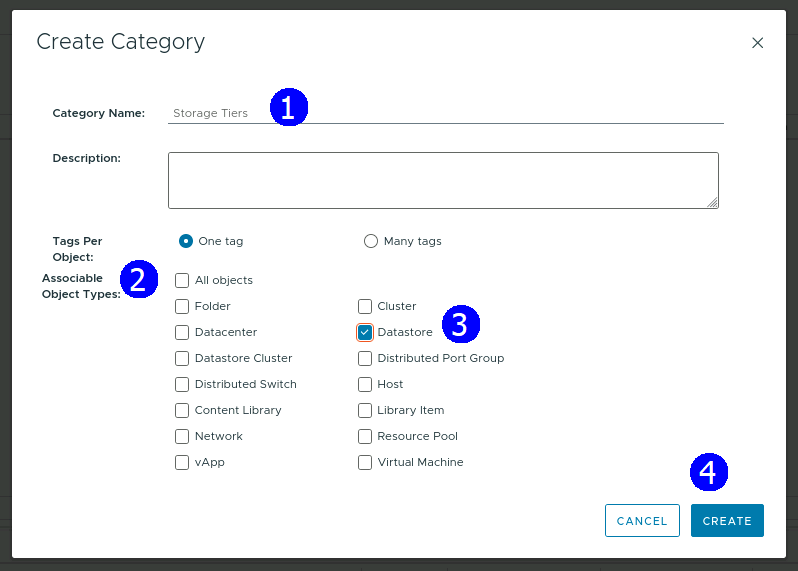 Create Category
Category Name: Storage Tiers 1
Description:
Tags Per One tag Many tags
Object:
Associable 2 All objects
Object Types:
Folder Cluster
Datacenter Datastore 3
Datastore Cluster Distributed Port Group
Distributed Switch Host
Content Library Library Item
Network Resource Pool
vApp Virtual Machine
4
CANCEL CREATE